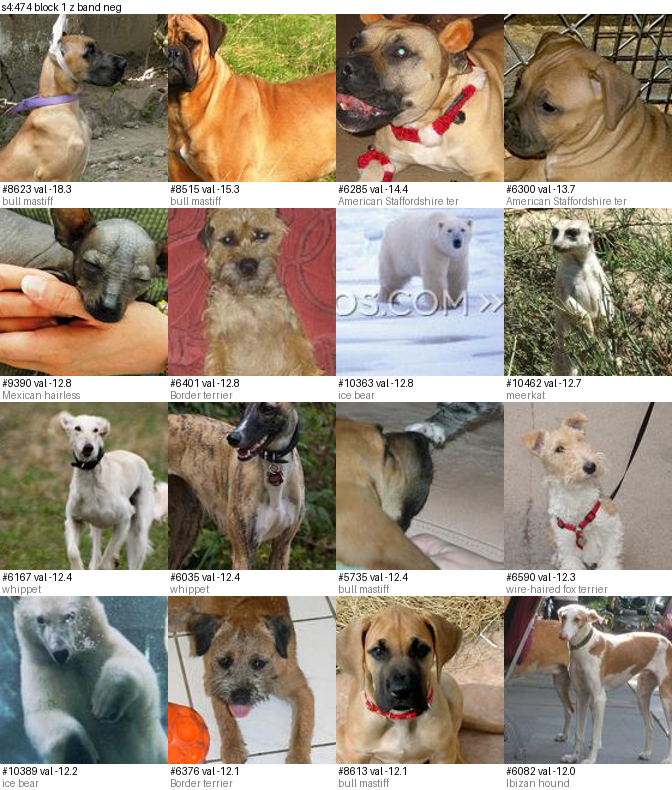 s4:474 block 1 z band neg
#8623 val -18.3
bull mastiff
#8515 val -15.3
bull mastiff
#6285 val -14.4
American Staffordshire ter
#6300 val -13.7
American Staffordshire ter
OS.COM »
#9390 val -12.8
Mexican hairless
#6401 val -12.8
Border terrier
#10363 val -12.8
ice bear
#10462 val -12.7
meerkat
#6167 val -12.4
whippet
#6035 val -12.4
whippet
#5735 val -12.4
bull mastiff
#6590 val -12.3
wire-haired fox terrier
#10389 val -12.2
ice bear
#6376 val -12.1
Border terrier
#8613 val -12.1
bull mastiff
#6082 val -12.0
Ibizan hound